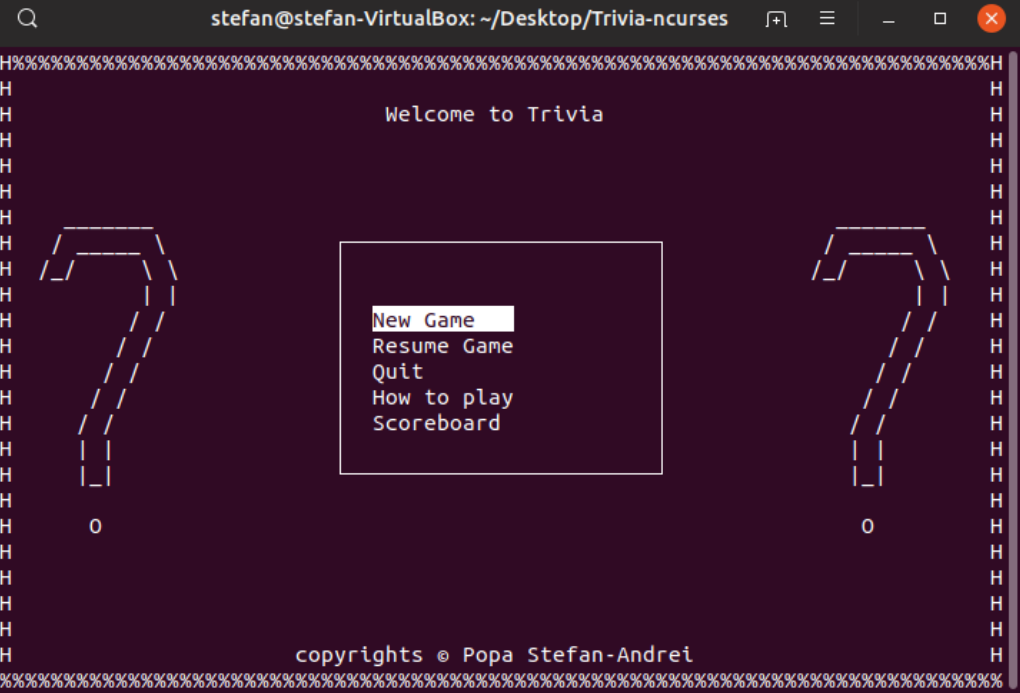 stefan@stefan-VirtualBox: ~/Desktop/Trivia-ncurses
Welcome to Trivia
New Game
Resume Game
Quit
How to play
Scoreboard
copyrights © Popa Stefan-Andrei